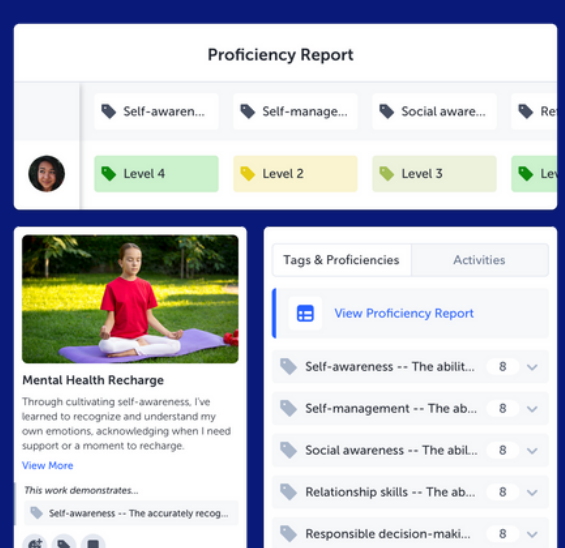 Proficiency Report
Self-awaren...
Self-manage...
Social aware...
Level 4
Level 2
Level 3
Mental Health Recharge
Through cultivating self-awareness, I've
learned to recognize and understand my
own emotions, acknowledging when I need
support or a moment to recharge.
View More
This work demonstrates...
Self-awareness -- The accurately recog...
Tags & Proficiencies
Activities
View Proficiency Report
Self-awareness -- The abilit... 8
Self-management -- The ab... 8
Social awareness -- The abil... 8
Relationship skills -- The ab... 8
Responsible decision-maki... 8